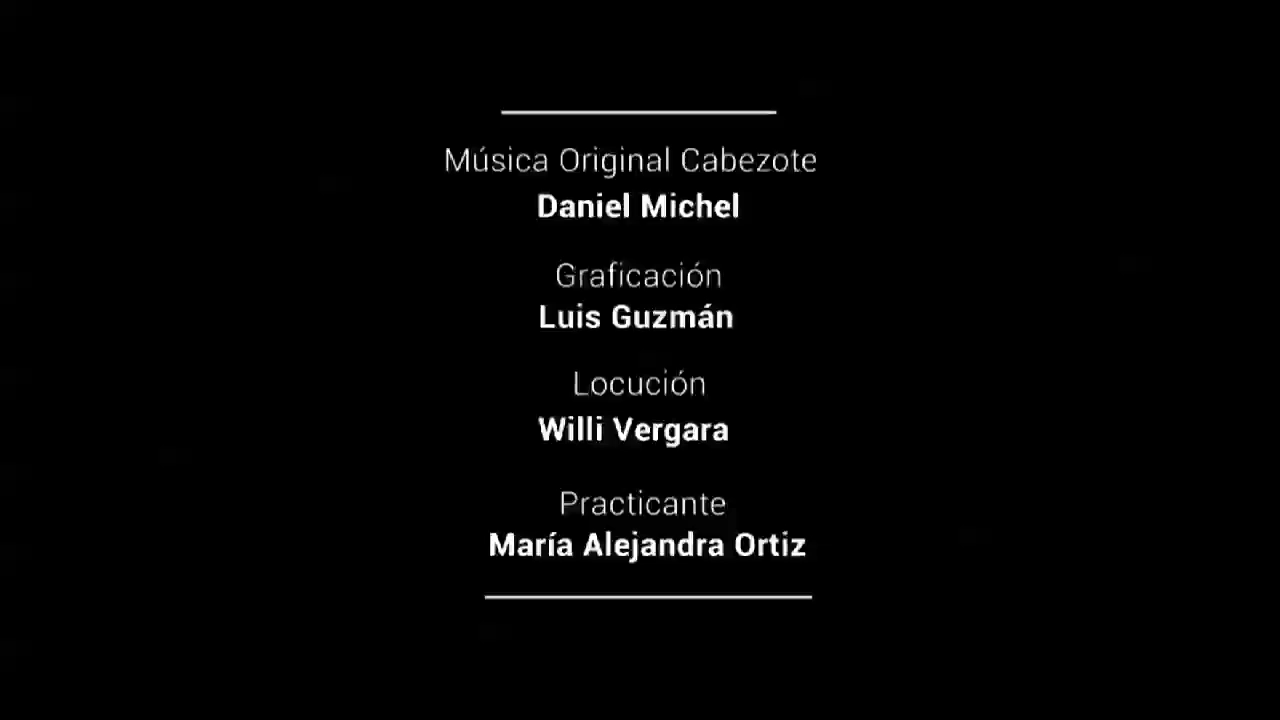 Música Original Cabezote
Daniel Michel
Graficación
Luis Guzmán
Locución
Willi Vergara
Practicante
María Alejandra Ortiz